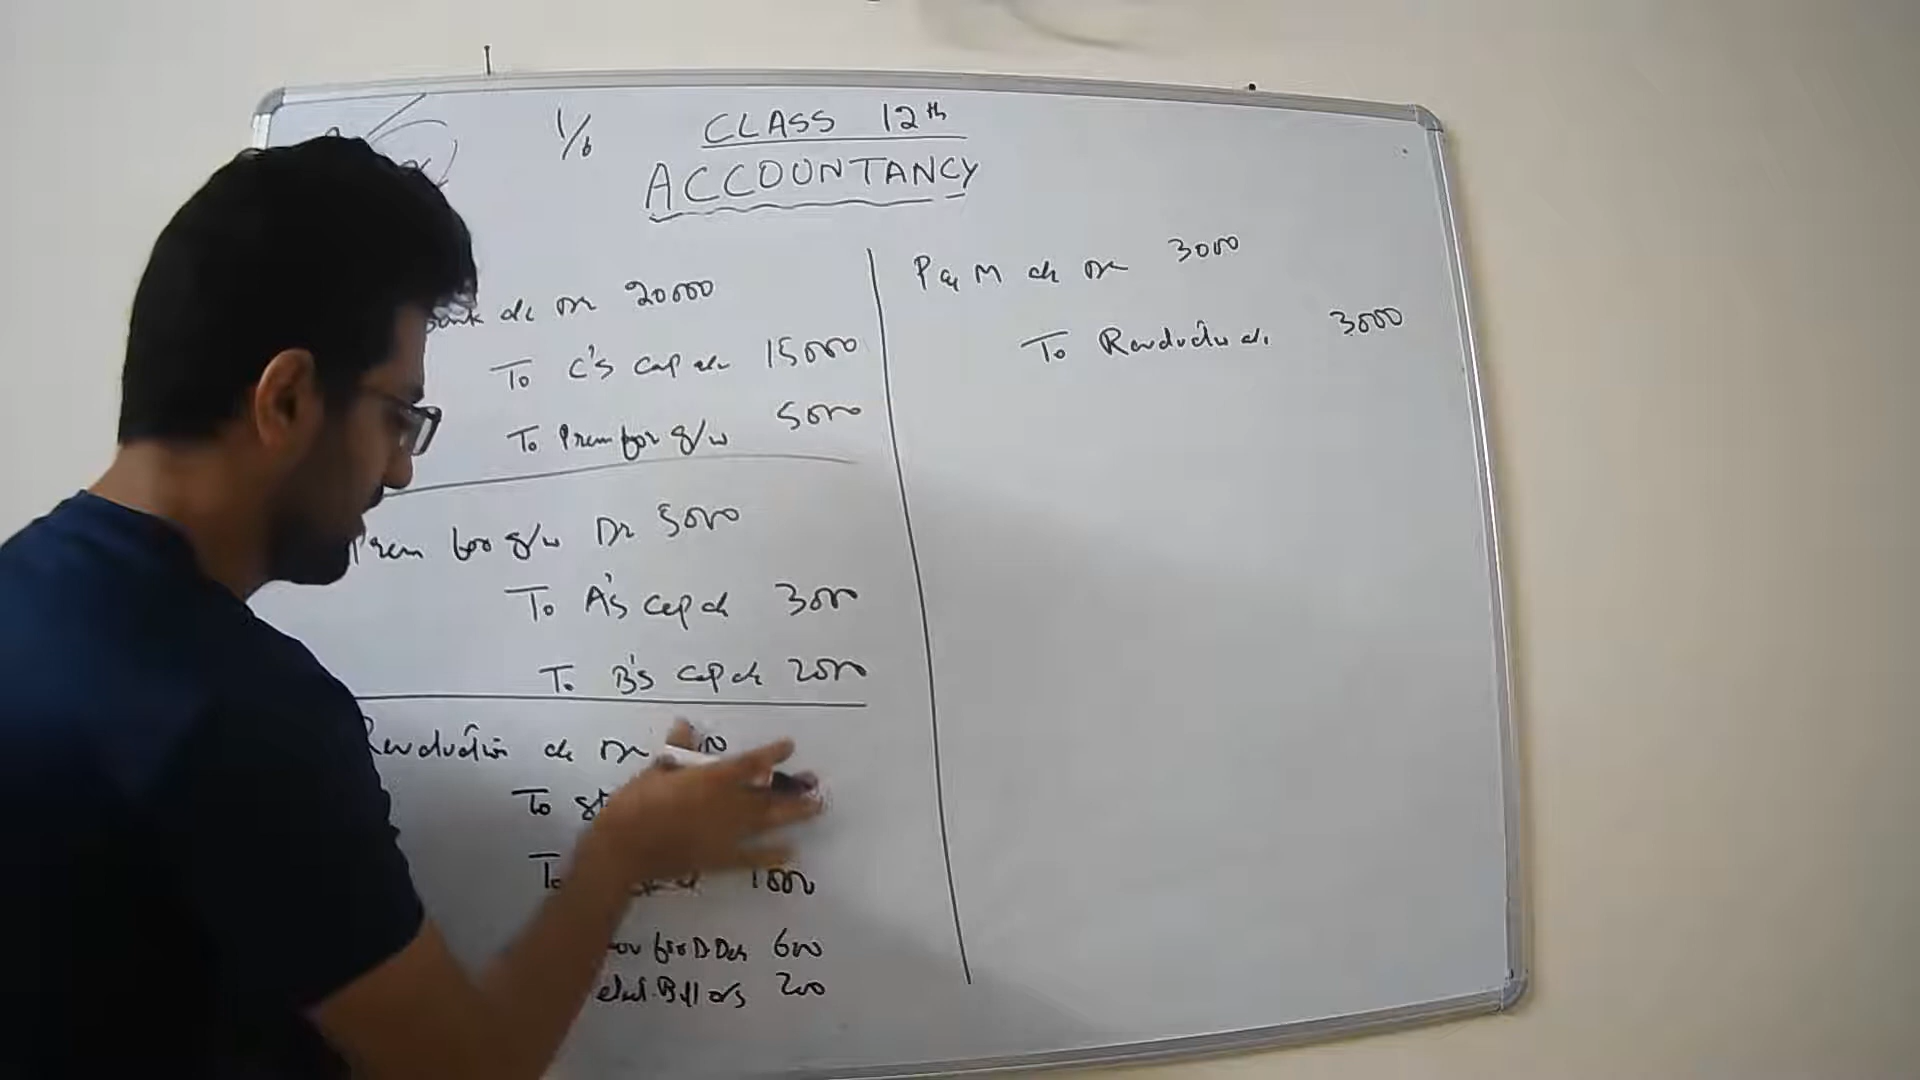 1/6
CLASS 12th
ACCOUNTANCY
Bank a/c Dr 20000
To C's cap a/c 15000
To Prem for g/w 5000
Prem for g/w Dr 5000
To A's cap a/c 3000
To B's cap a/c 2000
Revaluation a/c Dr
To
To 1000
for D Debts 600
elect. Bill o/s 200
P & M a/c Dr 3000
To Revaluation a/c 3000